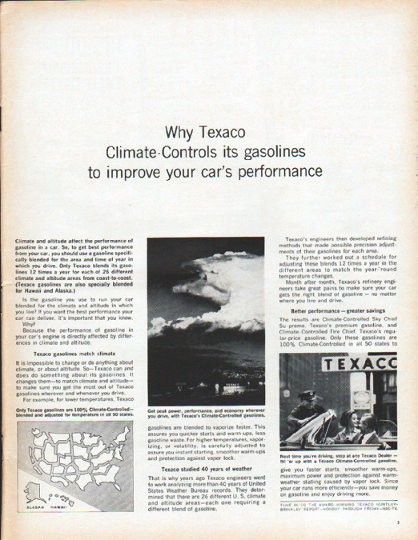 Why Texaco
Climate-Controls its gasolines
to improve your car's performance
Climate and altitude affect the performance of
gasoline in a car. So, to get best performance
from your car, you should use a gasoline specifi-
cally blended for the area and time of year in
which you drive. Only Texaco blends its gaso-
lines 12 times a year for each of 26 different
climate and altitude areas from coast-to-coast.
(Texaco gasolines are also specially blended
for Hawaii and Alaska.)
Is the gasoline you use to run your car
blended for the climate and altitude in which
you live? If you want the best performance your
car can deliver, it's important that you know.
Why?
Because the performance of gasoline in
your car's engine is directly affected by differ-
ences in climate and altitude.
Texaco gasolines match climate
It is impossible to change or do anything about
climate, or about altitude. So—Texaco can and
does do something about its gasolines. It
changes them—to match climate and altitude—
to make sure you get the most out of Texaco
gasolines wherever and whenever you drive.
For example, for lower temperatures, Texaco
Only Texaco gasolines are 100% Climate-Controlled—
blended and adjusted for temperature in all 50 states.
ALASKA HAWAII
Get peak power, performance, and economy wherever
you drive, with Texaco's Climate-Controlled gasolines.
gasolines are blended to vaporize faster. This
assures you quicker starts and warm-ups, less
gasoline waste. For higher temperatures, vapor-
izing, or volatility, is carefully adjusted to
assure you instant starting, smoother warm-ups
and protection against vapor lock.
Texaco studied 40 years of weather
That is why years ago Texaco engineers went
to work analyzing more than 40 years of United
States Weather Bureau records. They deter-
mined that there are 26 different U. S. climate
and altitude areas—each one requiring a
different blend of gasoline.
Texaco's engineers then developed refining
methods that made possible precision adjust-
ments of their gasolines for each area.
They further worked out a schedule for
adjusting these blends 12 times a year in the
different areas to match the year-'round
temperature changes.
Month after month, Texaco's refinery engi-
neers take great pains to make sure your car
gets the right blend of gasoline — no matter
where you live and drive.
Better performance—greater savings
The results are Climate-Controlled Sky Chief
Su preme, Texaco's premium gasoline, and
Climate-Controlled Fire Chief, Texaco's regu-
lar-price gasoline. Only these gasolines are
100% Climate-Controlled in all 50 states to
TEXACO
Next time you're driving, stop at any Texaco Dealer —
fill 'er up with a Texaco Climate-Controlled gasoline.
give you faster starts, smoother warm-ups,
maximum power and protection against warm-
weather stalling caused by vapor lock. Since
your car runs more efficiently—you save money
on gasoline and enjoy driving more.
TUNE IN TO THE AWARD-WINNING TEXACO HUNTLEY-
BRINKLEY REPORT, MONDAY THROUGH FRIDAY—NBC-TV.
3